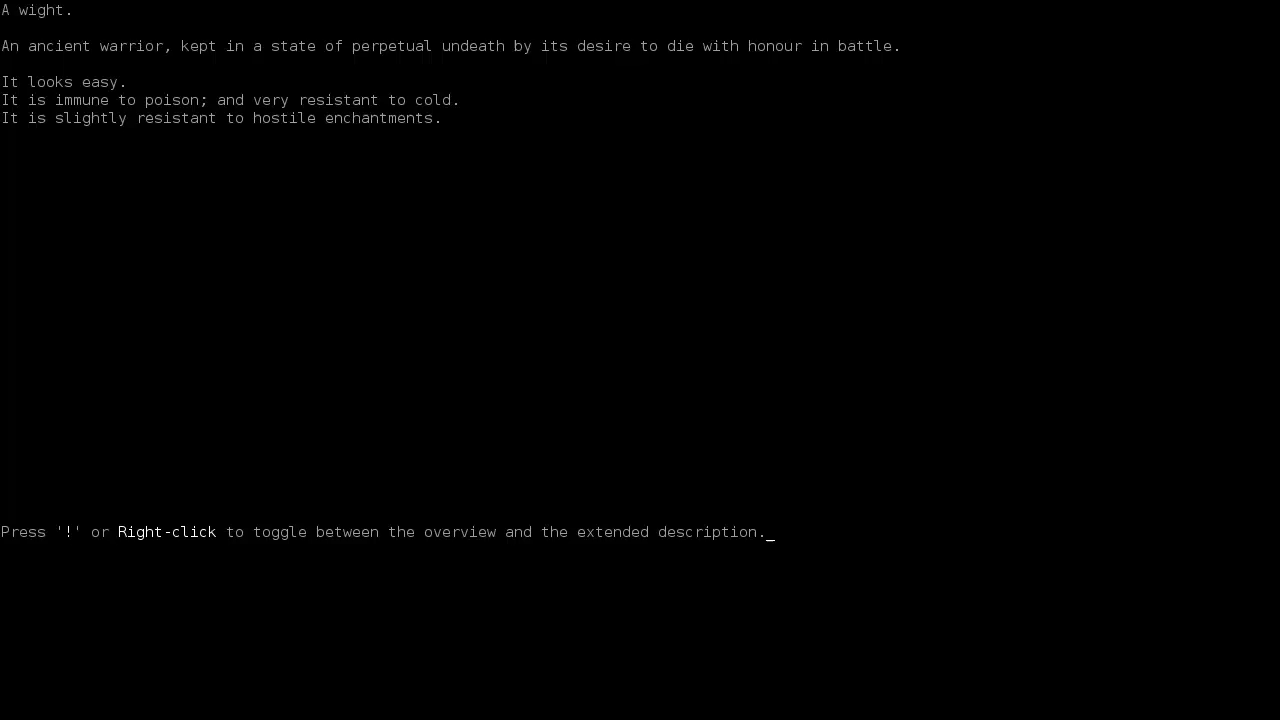 A wight.
An ancient warrior, kept in a state of perpetual undeath by its desire to die with honour in battle.
It looks easy.
It is immune to poison; and very resistant to cold.
It is slightly resistant to hostile enchantments.
Press '!' or Right-click to toggle between the overview and the extended description._